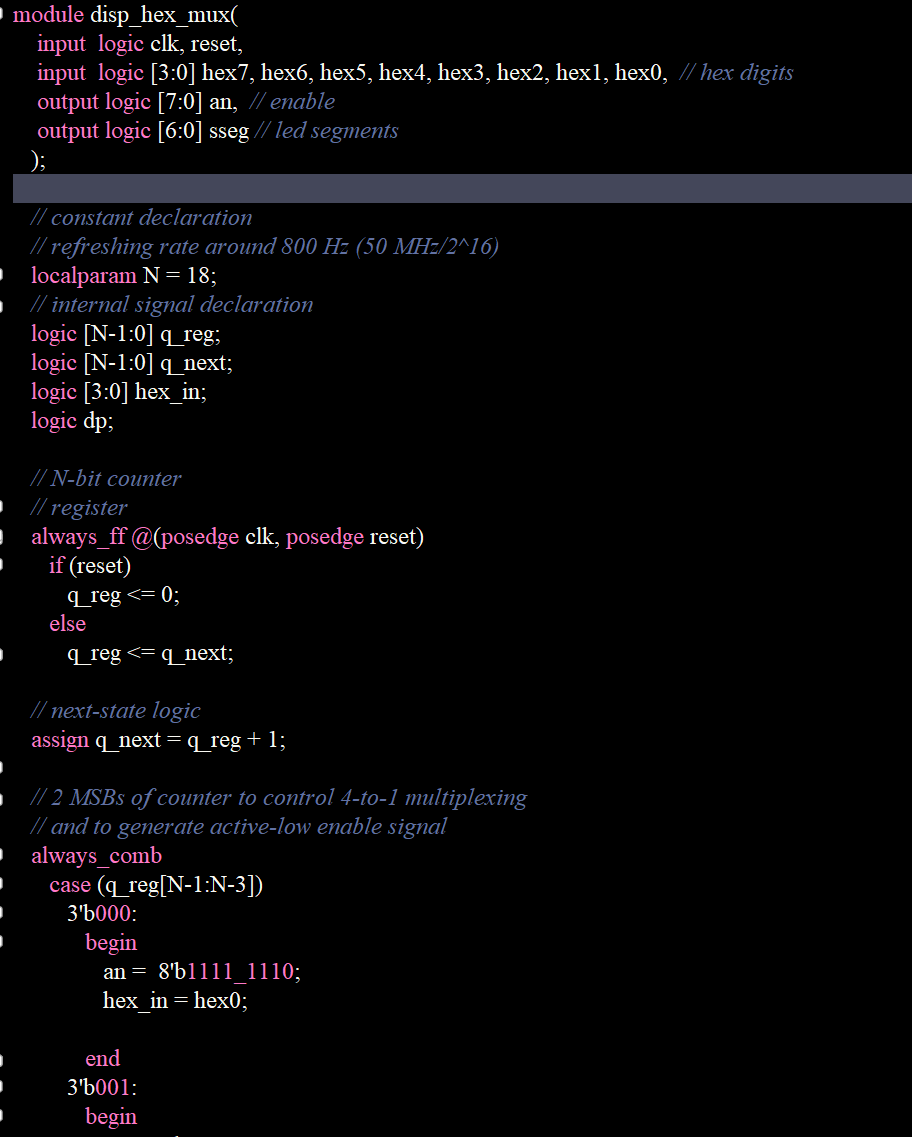 module disp_hex_mux(
input logic clk, reset,
input logic [3:0] hex7, hex6, hex5, hex4, hex3, hex2, hex1, hex0, // hex digits
output logic [7:0] an, // enable
output logic [6:0] sseg // led segments
);
// constant declaration
// refreshing rate around 800 Hz (50 MHz/2^16)
localparam N = 18;
// internal signal declaration
logic [N-1:0] q_reg;
logic [N-1:0] q_next;
logic [3:0] hex_in;
logic dp;
// N-bit counter
// register
always_ff @(posedge clk, posedge reset)
if (reset)
q_reg <= 0;
else
q_reg <= q_next;
// next-state logic
assign q_next = q_reg + 1;
// 2 MSBs of counter to control 4-to-1 multiplexing
// and to generate active-low enable signal
always_comb
case (q_reg[N-1:N-3])
3'b000:
begin
an = 8'b1111_1110;
hex_in = hex0;
end
3'b001:
begin